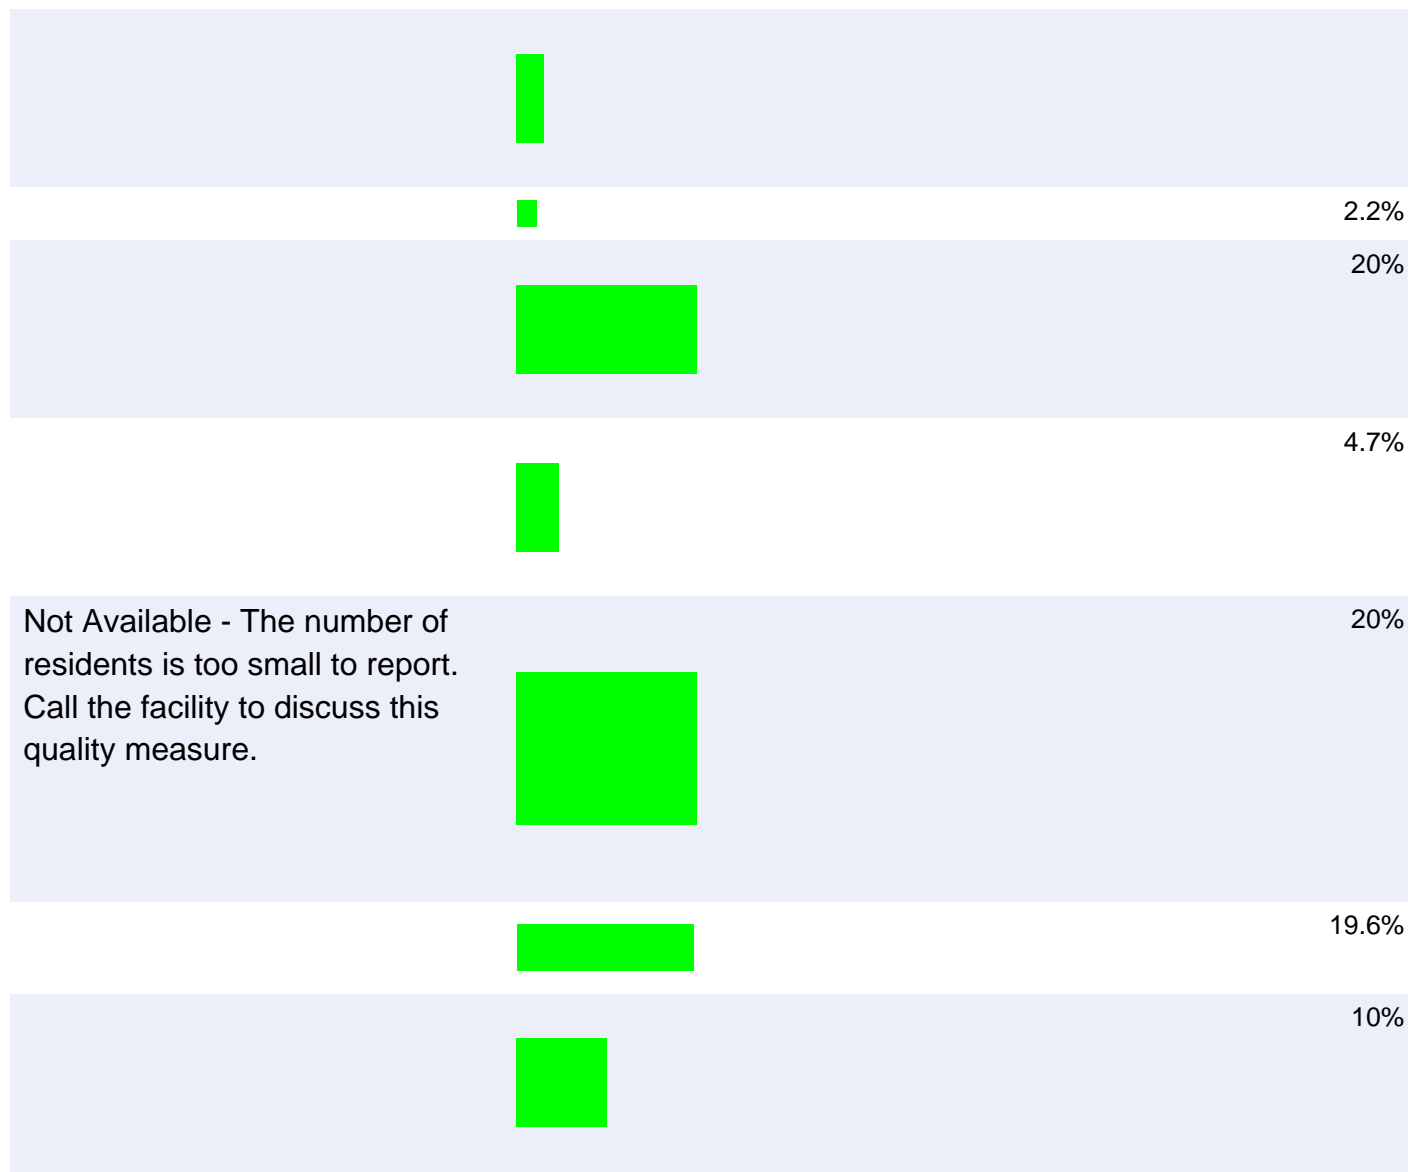 2.2%
20%
4.7%
Not Available - The number of
residents is too small to report.
Call the facility to discuss this
quality measure.
20%
19.6%
10%